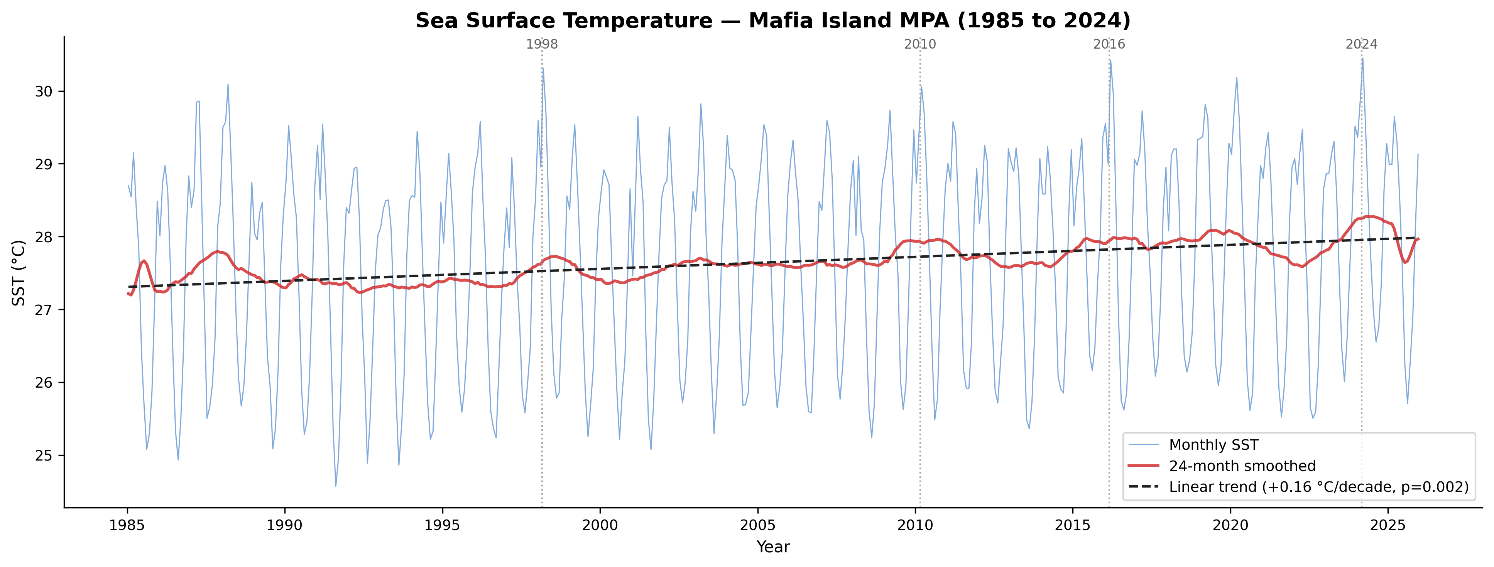 Sea Surface Temperature — Mafia Island MPA (1985 to 2024)
1998 2010 2016 2024
30
29
28
27
26
25
SST (°C)
Monthly SST
24-month smoothed
Linear trend (+0.16 °C/decade, p=0.002)
1985 1990 1995 2000 2005 2010 2015 2020 2025
Year